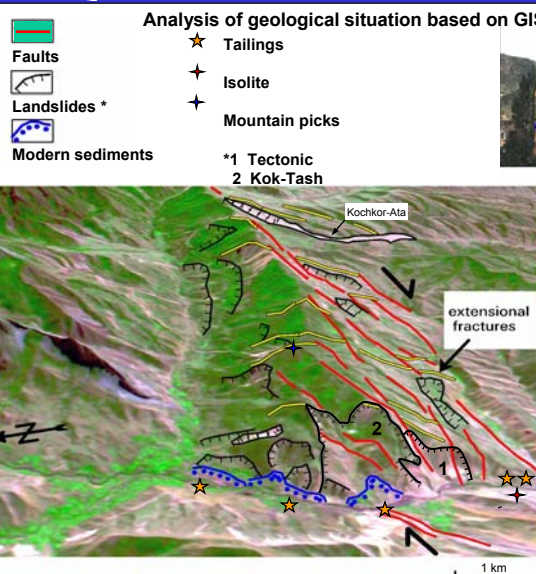 Analysis of geological situation based on GIS
Faults
Landslides *
Modern sediments
Tailings
Isolite
Mountain picks
*1 Tectonic
2 Kok-Tash
Kochkor-Ata
extensional
fractures
N
2
1
1 km